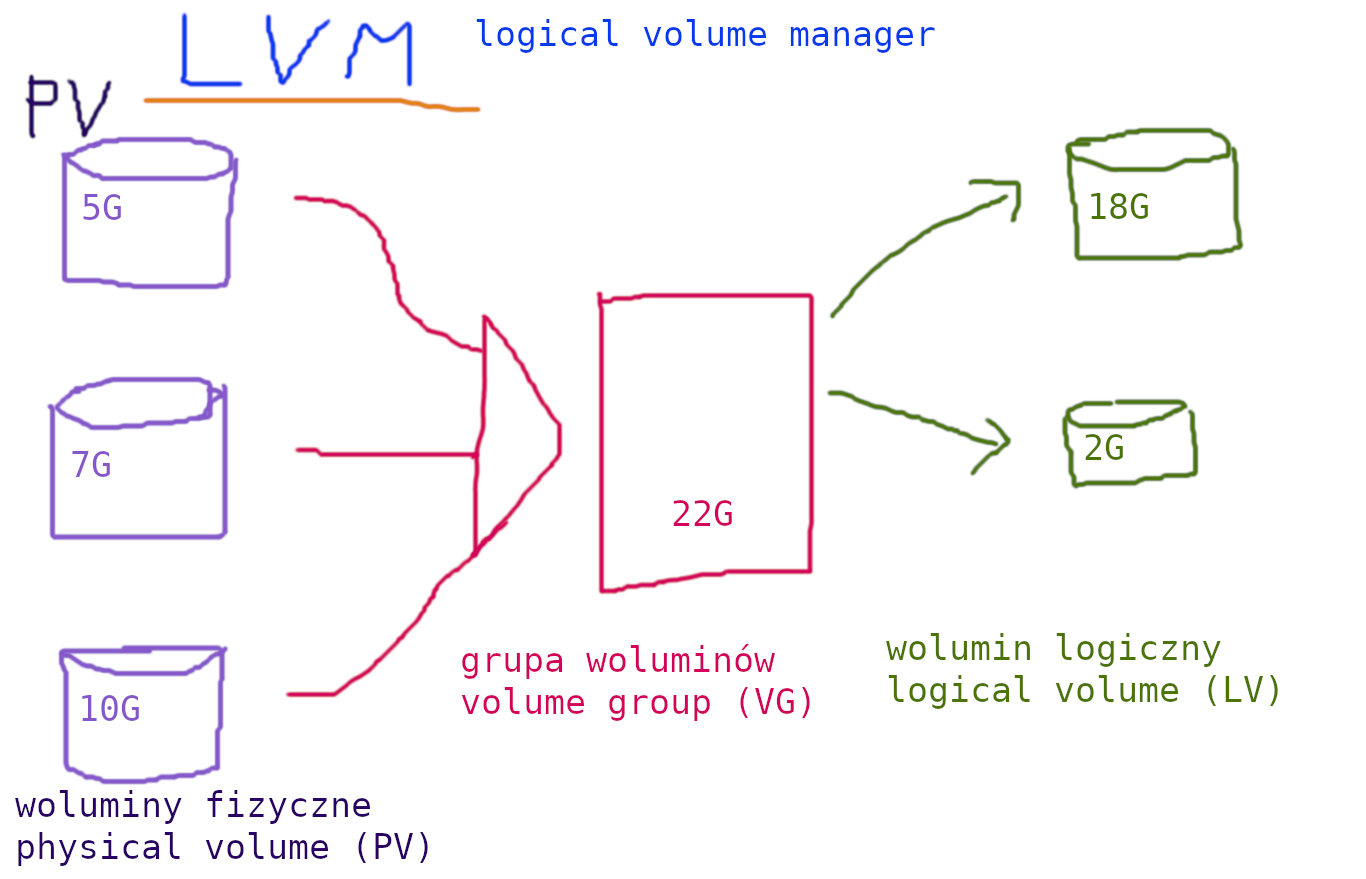 LVM
logical volume manager
PV
5G
7G
10G
woluminy fizyczne
physical volume (PV)
22G
grupa woluminów
volume group (VG)
18G
2G
wolumin logiczny
logical volume (LV)